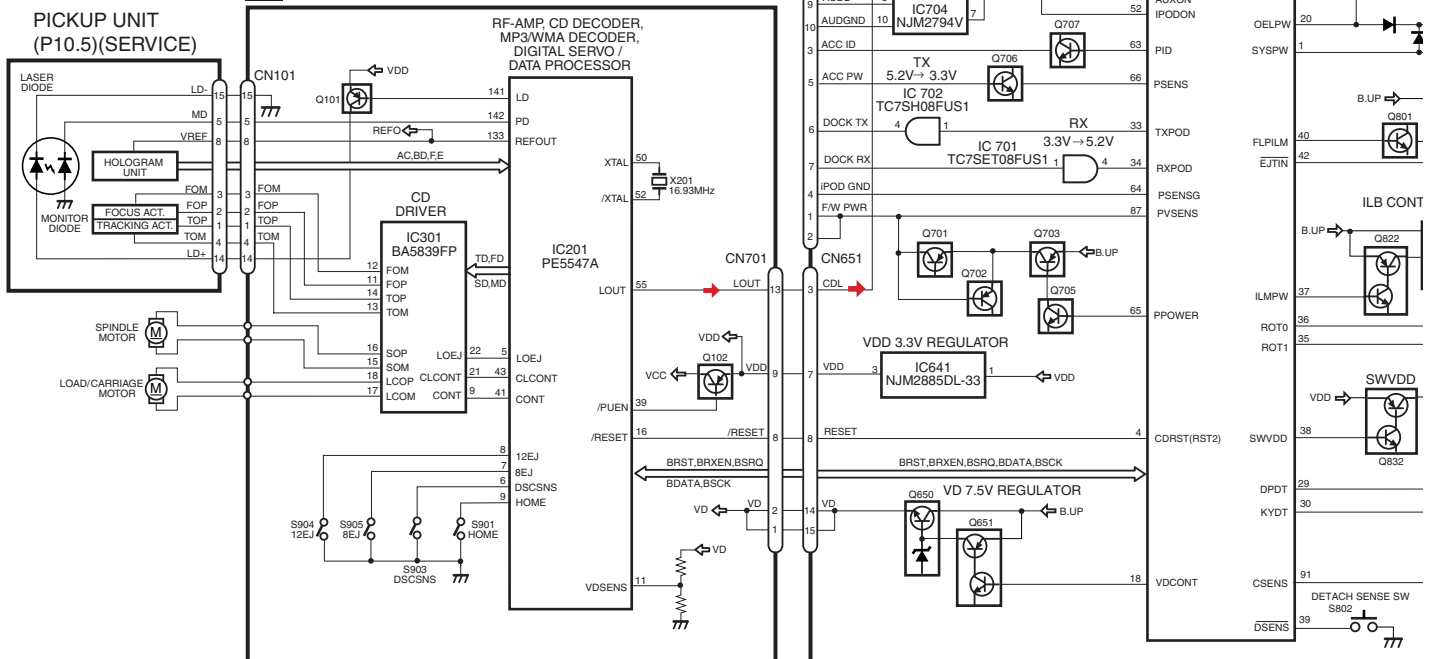 PICKUP UNIT
(P10.5)(SERVICE)
LASER
DIODE
LD-
MD
VREF
HOLOGRAM
UNIT
FOM
FOP
TOP
TOM
LD+
FOCUS ACT.
TRACKING ACT.
MONITOR
DIODE
15
5
8
3
2
1
4
14
CN101
15
5
8
3
2
1
4
14
FOM
FOP
TOP
TOM
SPINDLE
MOTOR
M
LOAD/CARRIAGE
MOTOR
M
VDD
Q101
REFO
AC,BD,F,E
CD
DRIVER
IC301
BA5839FP
12 FOM
11 FOP
14 TOP
13 TOM
16 SOP
15 SOM
18 LCOP
17 LCOM
LOEJ 22
CLCONT 21
CONT 9
TD,FD
SD,MD
RF-AMP, CD DECODER,
MP3/WMA DECODER,
DIGITAL SERVO /
DATA PROCESSOR
IC201
PE5547A
141 LD
142 PD
133 REFOUT
5 LOEJ
43 CLCONT
41 CONT
8 12EJ
7 8EJ
6 DSCSNS
9 HOME
XTAL 50
/XTAL 52
X201
16.93MHz
LOUT 55
/PUEN 39
/RESET 16
VDSENS 11
S904
12EJ
S905
8EJ
S903
DSCSNS
S901
HOME
VDD
Q102
VCC
VDD
LOUT
/RESET
BRST,BRXEN,BSRQ
BDATA,BSCK
VD
VD
VD
CN701
13
9
8
2
1
CN651
3
7
8
14
15
CDL
VDD
RESET
VD
9
10
3
5
6
7
4
1
2
AUDGND 10
IC704
NJM2794V
7
ACC ID
ACC PW
DOCK TX
DOCK RX
iPOD GND
F/W PWR
TX
5.2V→ 3.3V
IC 702
TC7SH08FUS1
4
1
RX
3.3V→5.2V
IC 701
TC7SET08FUS1
1
4
Q707
Q706
Q701
Q702
Q703
Q705
B.UP
VDD 3.3V REGULATOR
IC641
NJM2885DL-33
3
1
VDD
BRST,BRXEN,BSRQ,BDATA,BSCK
VD 7.5V REGULATOR
Q650
Q651
B.UP
52 IPODON
63 PID
66 PSENS
33 TXPOD
34 RXPOD
64 PSENSG
87 PVSENS
65 PPOWER
4 CDRST(RST2)
18 VDCONT
OELPW 20
SYSPW 1
FLPILM 40
EJTIN 42
ILMPW 37
ROT0 36
ROT1 35
SWVDD 38
DPDT 29
KYDT 30
CSENS 91
DSENS 39
B.UP
Q801
ILB CONT
B.UP
Q822
SWVDD
VDD
Q832
DETACH SENSE SW
S802